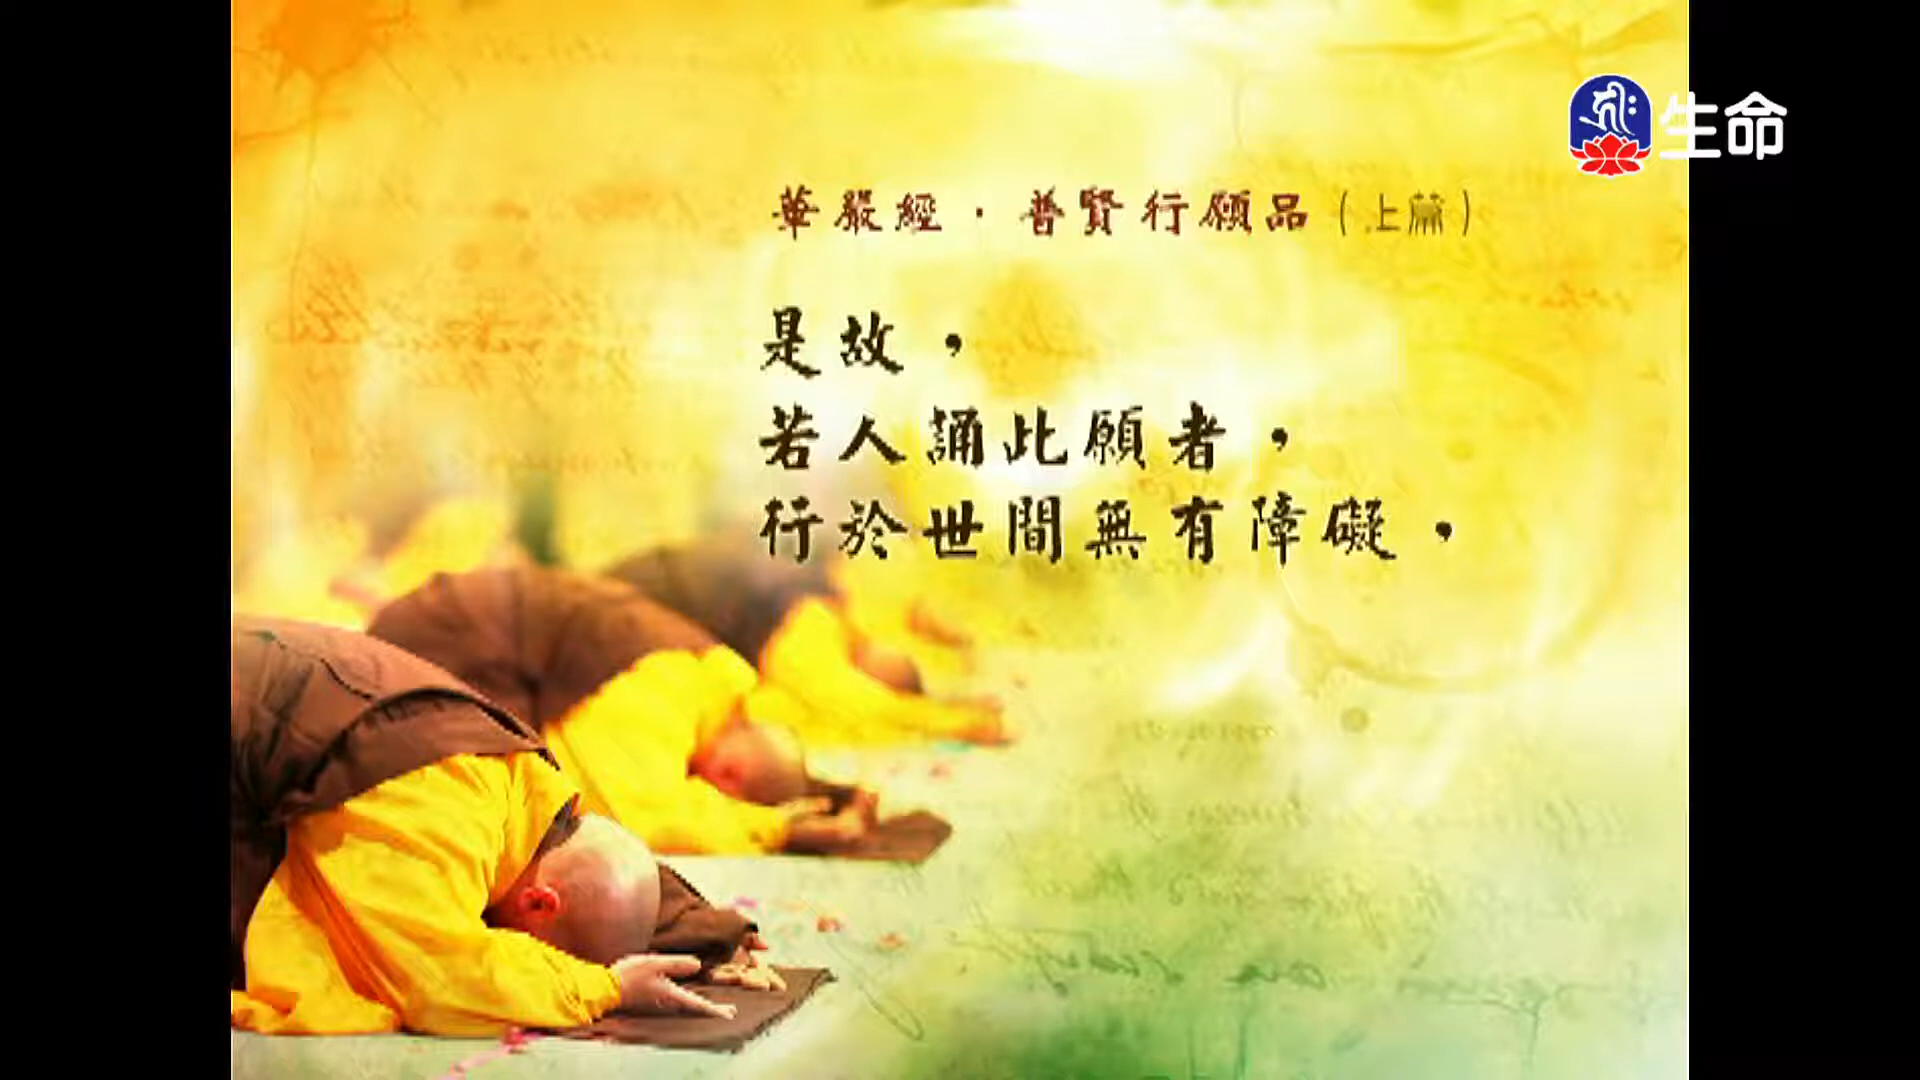 生命
華嚴經・普賢行願品(上篇)
是故，
若人誦此願者，
行於世間無有障礙，